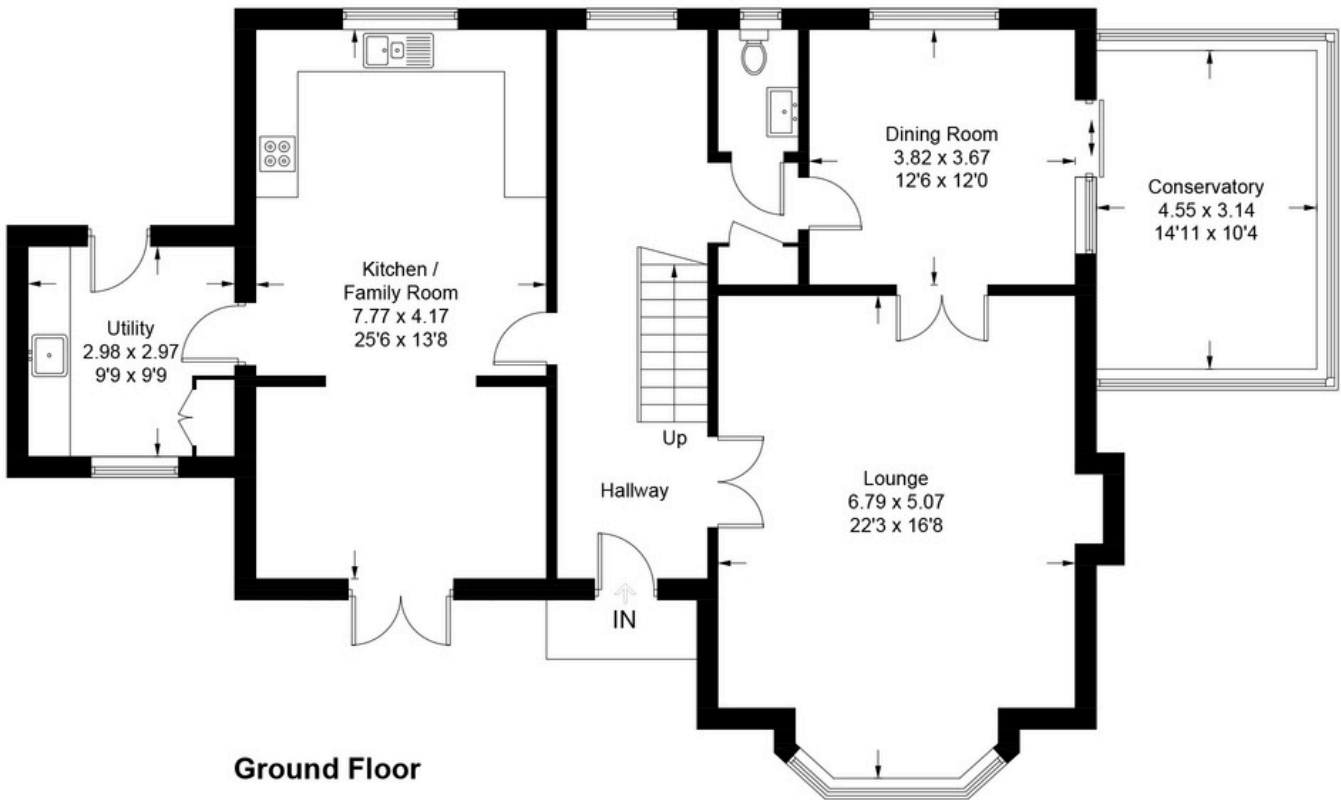 Dining Room
3.82 x 3.67
12'6 x 12'0
Conservatory
4.55 x 3.14
14'11 x 10'4
Kitchen /
Family Room
7.77 x 4.17
25'6 x 13'8
Utility
2.98 x 2.97
9'9 x 9'9
Up
Hallway
Lounge
6.79 x 5.07
22'3 x 16'8
IN
Ground Floor